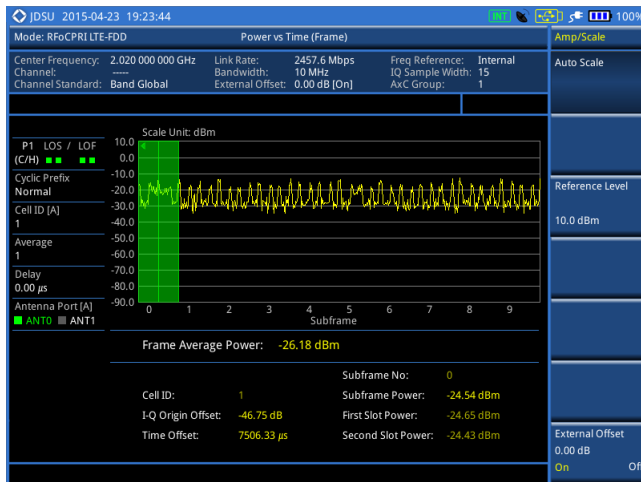 JDSU 2015-04-23 19:23:44 INT 100%
Mode: RFoCPRI LTE-FDD Power vs Time (Frame) Amp/Scale
Center Frequency: 2.020 000 000 GHz Link Rate: 2457.6 Mbps Freq Reference: Internal
Channel: ----- Bandwidth: 10 MHz IQ Sample Width: 15
Channel Standard: Band Global External Offset: 0.00 dB [On] AxC Group: 1
Auto Scale
Scale Unit: dBm
P1 LOS / LOF
(C/H)
Cyclic Prefix
Normal
Cell ID [A]
1
Average
1
Delay
0.00 µs
Antenna Port [A]
ANT0 ANT1
10.0
0.0
-10.0
-20.0
-30.0
-40.0
-50.0
-60.0
-70.0
-80.0
-90.0
0 1 2 3 4 5 6 7 8 9
Subframe
Reference Level
10.0 dBm
Frame Average Power: -26.18 dBm
Subframe No: 0
Cell ID: 1 Subframe Power: -24.54 dBm
I-Q Origin Offset: -46.75 dB First Slot Power: -24.65 dBm
Time Offset: 7506.33 µs Second Slot Power: -24.43 dBm
External Offset
0.00 dB
On